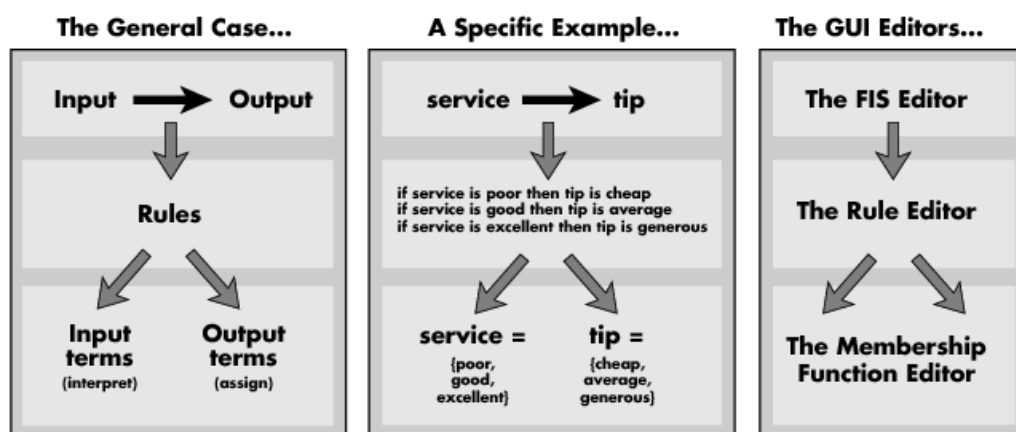 The General Case...
Input Output
Rules
Input
terms
(interpret)
Output
terms
(assign)
A Specific Example...
service tip
if service is poor then tip is cheap
if service is good then tip is average
if service is excellent then tip is generous
service =
{poor,
good,
excellent}
tip =
{cheap,
average,
generous}
The GUI Editors...
The FIS Editor
The Rule Editor
The Membership
Function Editor